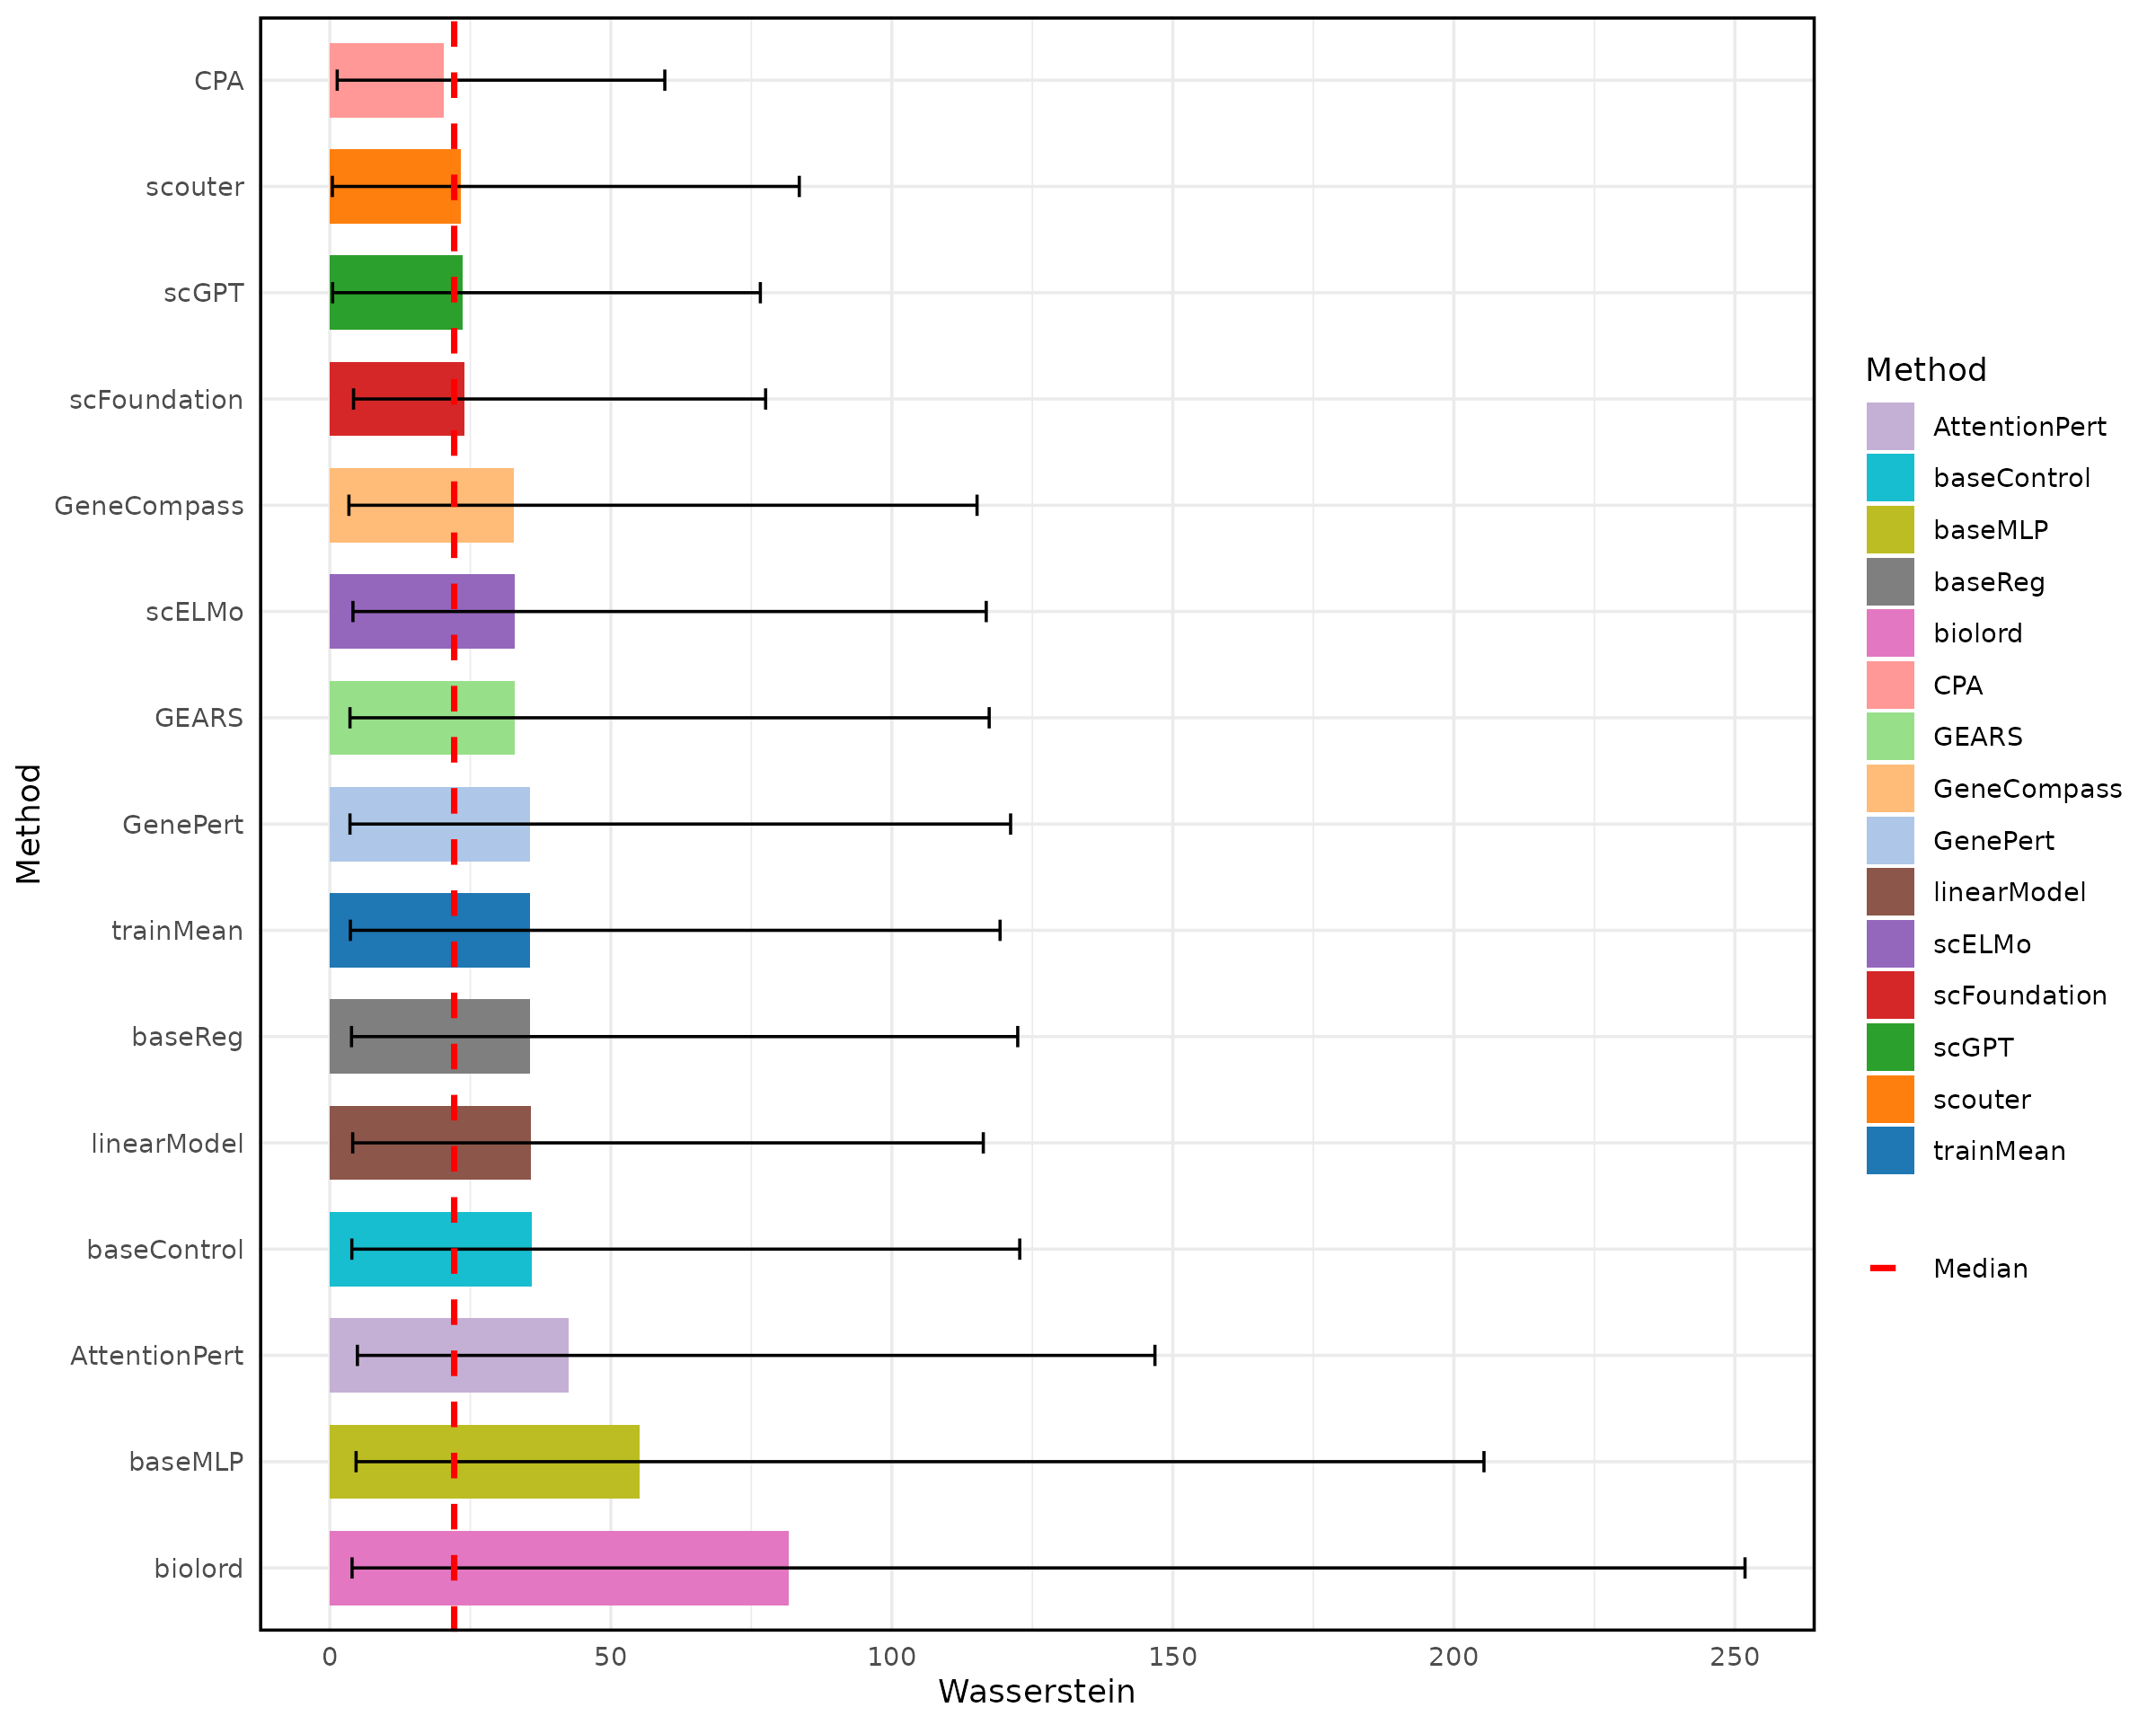 Method
CPA
scouter
scGPT
scFoundation
GeneCompass
scELMo
GEARS
GenePert
trainMean
baseReg
linearModel
baseControl
AttentionPert
baseMLP
biolord
0 50 100 150 200 250
Wasserstein
Method
AttentionPert
baseControl
baseMLP
baseReg
biolord
CPA
GEARS
GeneCompass
GenePert
linearModel
scELMo
scFoundation
scGPT
scouter
trainMean
Median